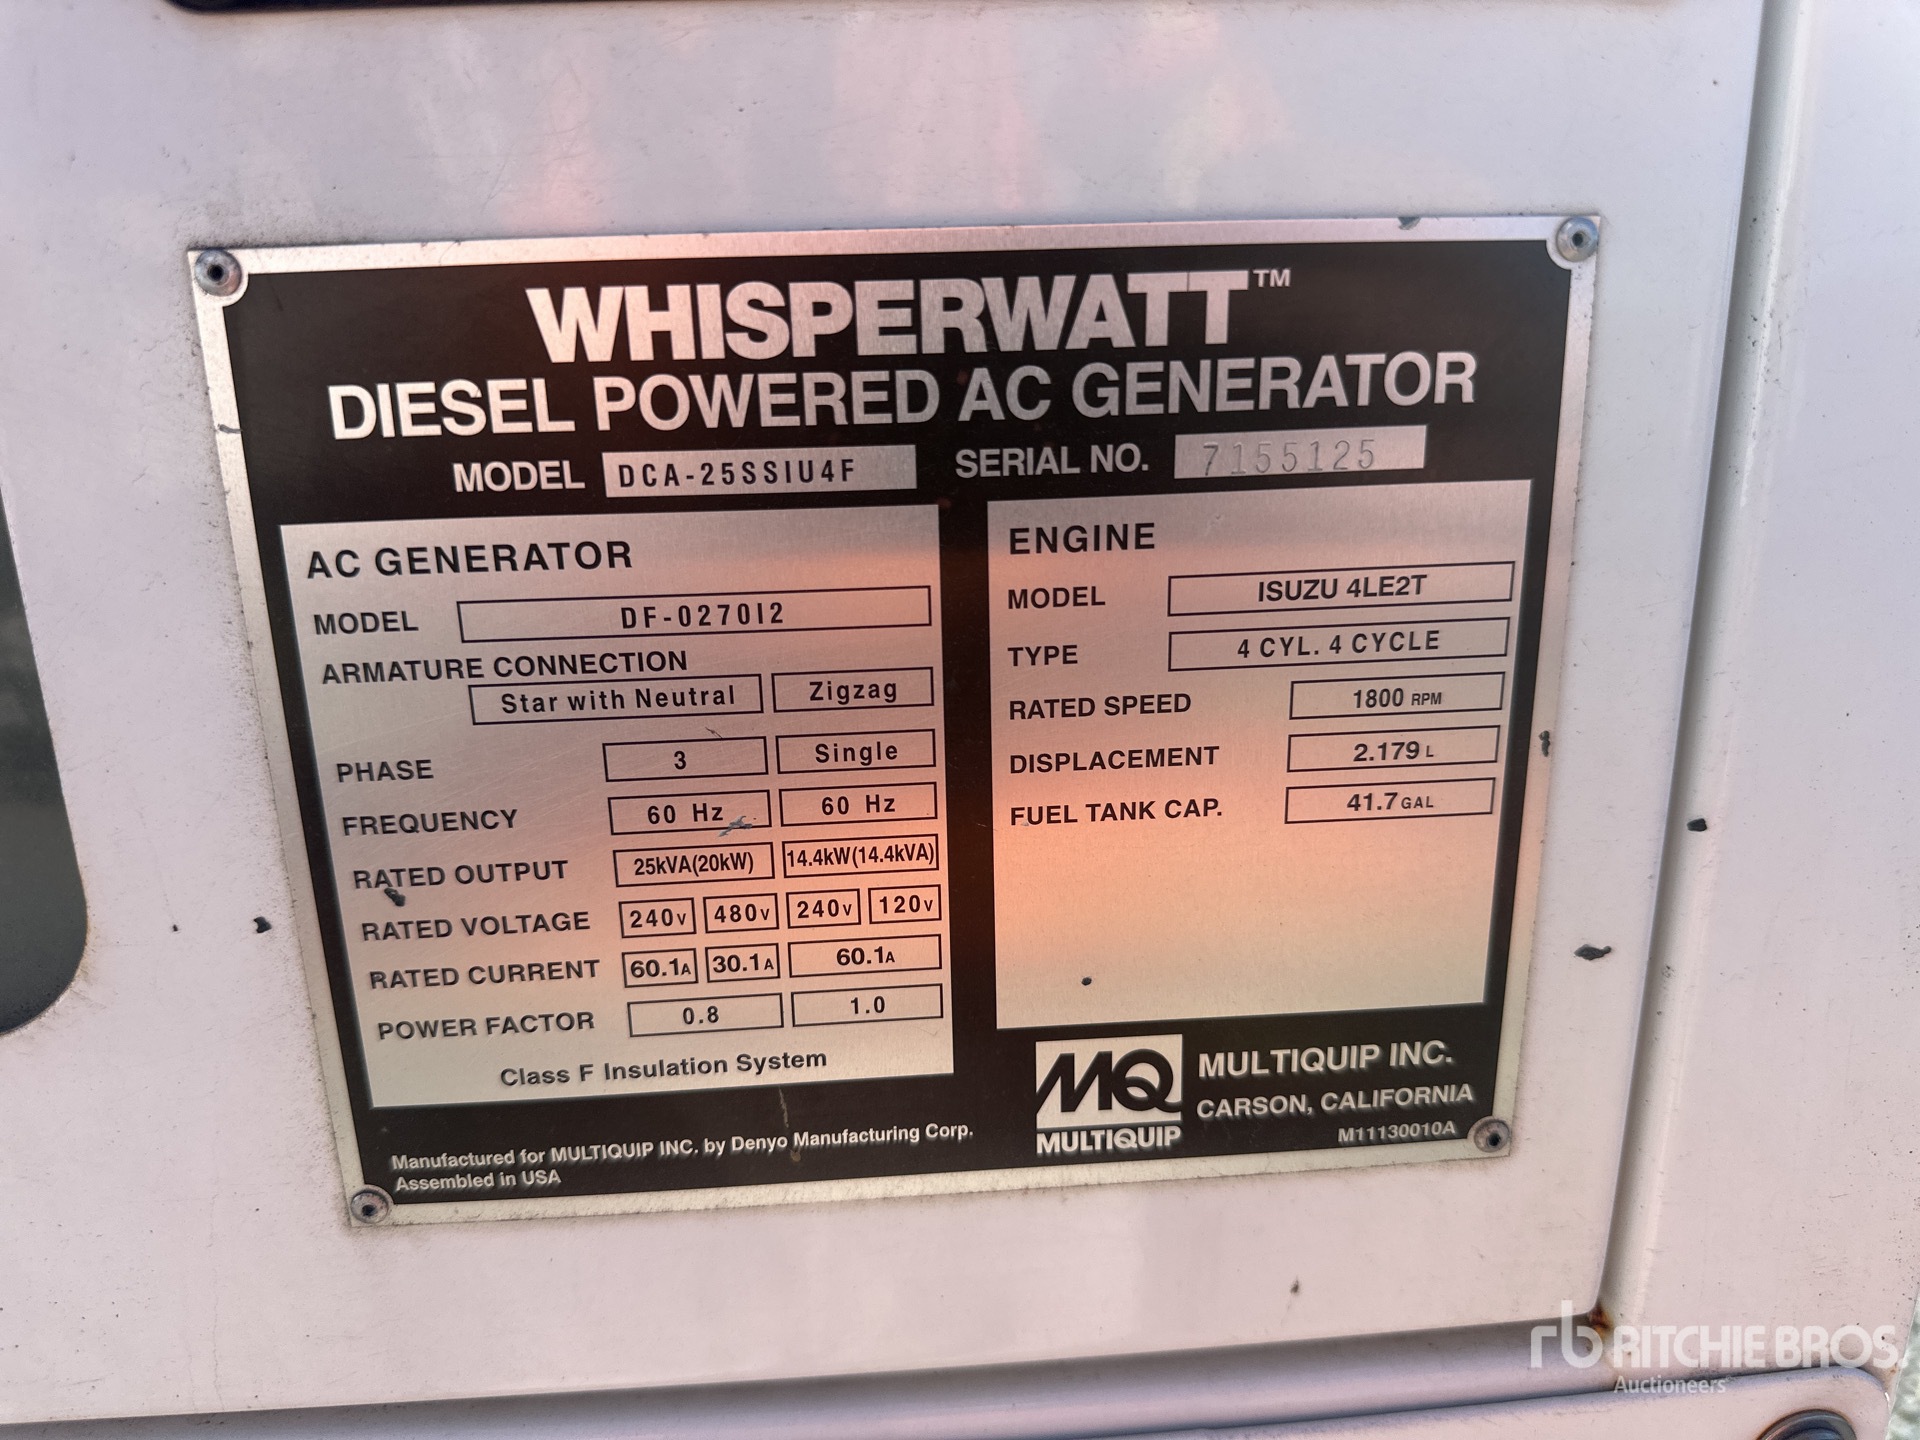 WHISPERWATT™
DIESEL POWERED AC GENERATOR
MODEL DCA-25SSIU4F SERIAL NO. 7155125
AC GENERATOR
MODEL DF-0270I2
ARMATURE CONNECTION
Star with Neutral Zigzag
PHASE 3 Single
FREQUENCY 60 Hz 60 Hz
RATED OUTPUT 25kVA(20kW) 14.4kW(14.4kVA)
RATED VOLTAGE 240V 480V 240V 120V
RATED CURRENT 60.1A 30.1A 60.1A
POWER FACTOR 0.8 1.0
Class F Insulation System
ENGINE
MODEL ISUZU 4LE2T
TYPE 4 CYL. 4 CYCLE
RATED SPEED 1800 RPM
DISPLACEMENT 2.179 L
FUEL TANK CAP. 41.7 GAL
Manufactured for MULTIQUIP INC. by Denyo Manufacturing Corp.
Assembled in USA
MQ
MULTIQUIP
MULTIQUIP INC.
CARSON, CALIFORNIA
M11130010A
rb RITCHIE BROS.
Auctioneers